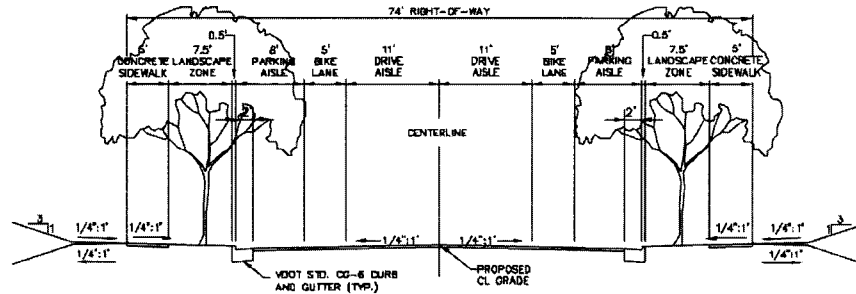 74' RIGHT-OF-WAY
0.5'
0.5'
5' 7.5' 8' 5' 11' 11' 5' 8' 7.5' 5'
CONCRETE LANDSCAPE PARKING BIKE DRIVE DRIVE BIKE PARKING LANDSCAPE CONCRETE
SIDEWALK ZONE AISLE LANE AISLE AISLE LANE AISLE ZONE SIDEWALK
2'
2'
CENTERLINE
3
1
3
1
1/4":1' 1/4":1' 1/4":1' 1/4":1'
1/4":1' 1/4":1' 1/4":1' 1/4":1'
VDOT STD. CG-6 CURB
AND GUTTER (TYP.)
PROPOSED
CL GRADE